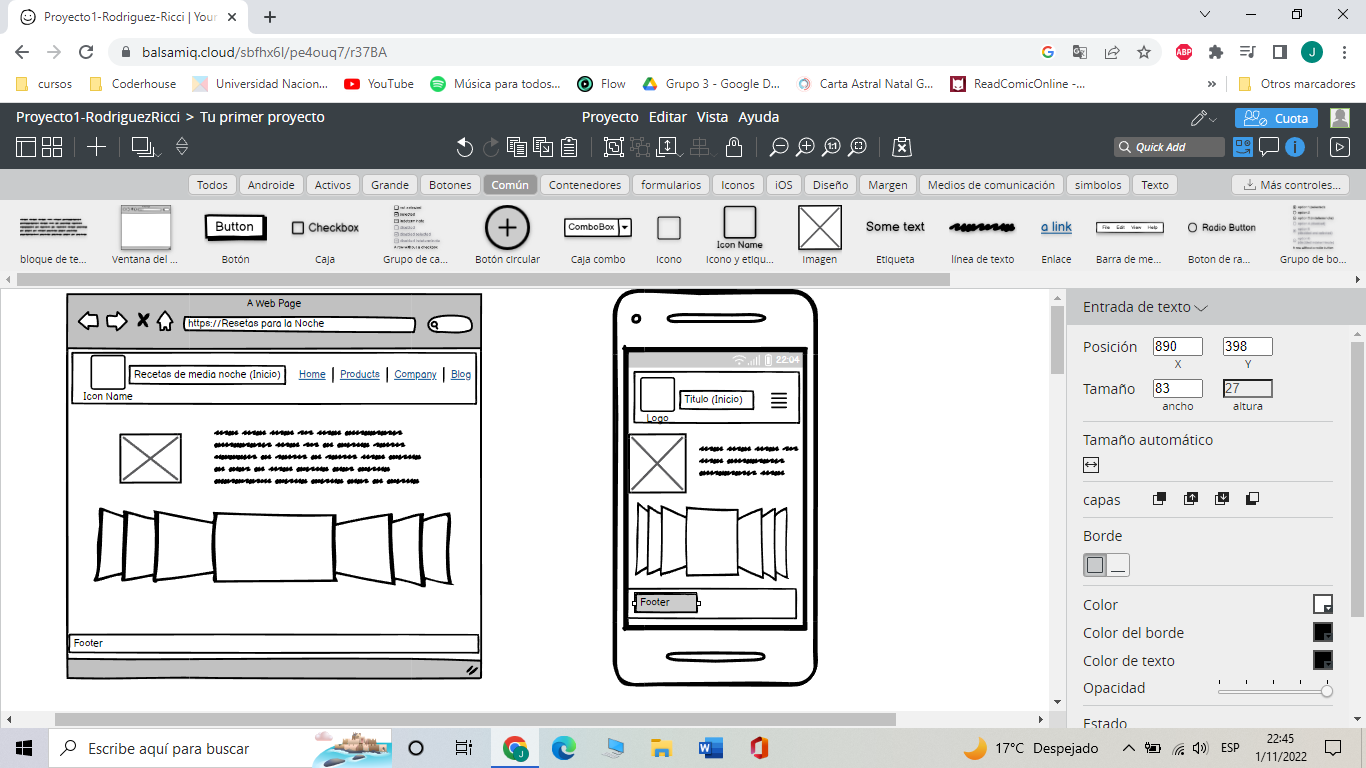 Proyecto1-Rodriguez-Ricci | Your
balsamiq.cloud/sbfhx6l/pe4ouq7/r37BA
ABP
J
cursos
Coderhouse
Universidad Nacion...
YouTube
Música para todos...
Flow
Grupo 3 - Google D...
Carta Astral Natal G...
ReadComicOnline -...
»
Otros marcadores
Proyecto1-RodriguezRicci > Tu primer proyecto
Proyecto Editar Vista Ayuda
Cuota
1:1
Quick Add
Todos
Androide
Activos
Grande
Botones
Común
Contenedores
formularios
Iconos
iOS
Diseño
Margen
Medios de comunicación
simbolos
Texto
Más controles...
Button
Checkbox
ComboBox
Icon Name
Some text
a link
File Edit View Help
Radio Button
bloque de te...
Ventana del ...
Botón
Caja
Grupo de ca...
Botón circular
Caja combo
Icono
Icono y etiqu...
Imagen
Etiqueta
línea de texto
Enlace
Barra de me...
Boton de ra...
Grupo de bo...
A Web Page
https://Resetas para la Noche
Recetas de media noche (Inicio)
Home | Products | Company | Blog
Icon Name
Footer
22:04
Titulo (Inicio)
Logo
Footer
Entrada de texto
Posición
890
398
X
Y
Tamaño
83
27
ancho
altura
Tamaño automático
capas
Borde
Color
Color del borde
Color de texto
Opacidad
Estado
Escribe aquí para buscar
17°C Despejado
ESP
22:45
1/11/2022